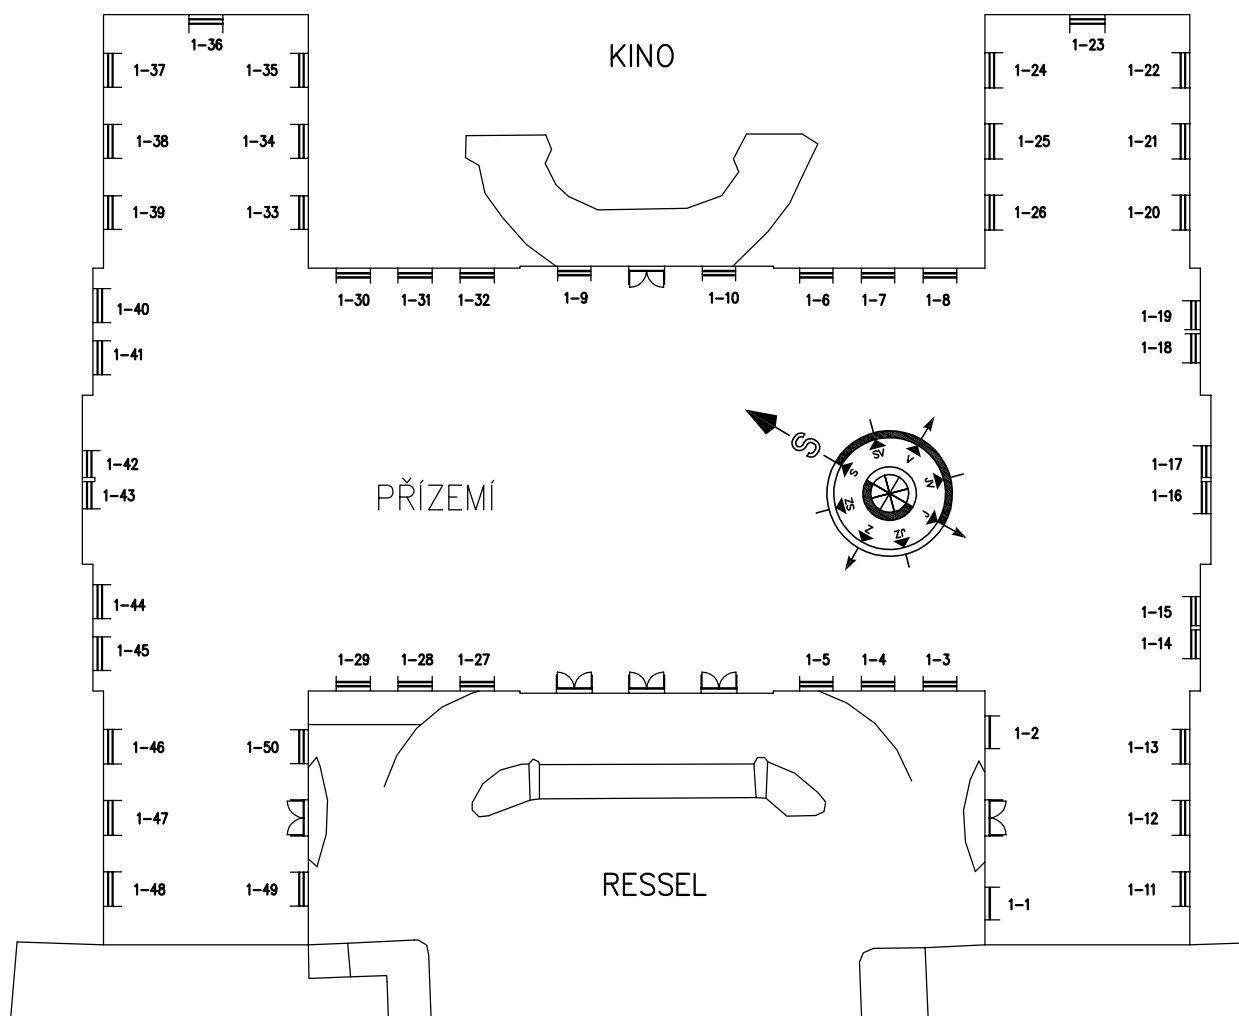 1-36 1-23
1-37 1-35 KINO 1-24 1-22
1-38 1-34 1-25 1-21
1-39 1-33 1-26 1-20
1-30 1-31 1-32 1-9 1-10 1-6 1-7 1-8
1-40 1-19
1-41 1-18
S
SV V
1-42 S JV 1-17
1-43 PŘÍZEMÍ ZS J 1-16
Z JZ
1-44 1-15
1-45 1-14
1-29 1-28 1-27 1-5 1-4 1-3
1-46 1-50 1-2 1-13
1-47 1-12
1-48 1-49 RESSEL 1-1 1-11